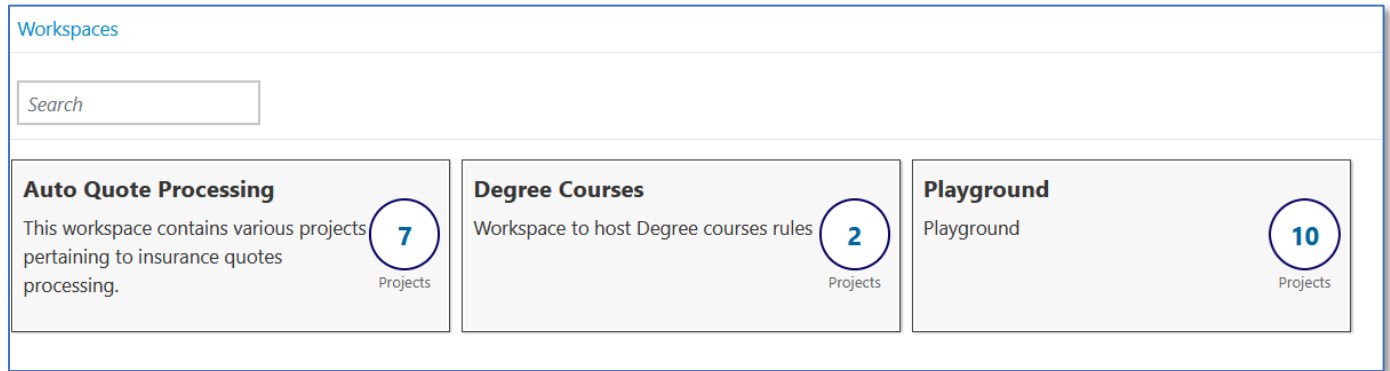 Workspaces
Search
Auto Quote Processing
This workspace contains various projects
pertaining to insurance quotes
processing.
7
Projects
Degree Courses
Workspace to host Degree courses rules
2
Projects
Playground
Playground
10
Projects